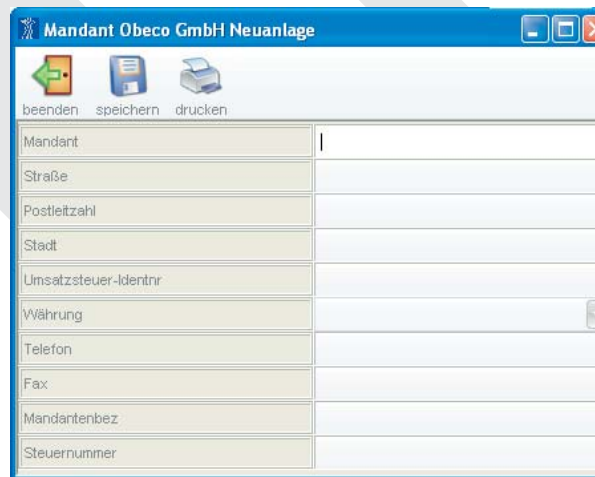 Mandant Obeco GmbH Neuanlage
beenden speichern drucken
Mandant
Straße
Postleitzahl
Stadt
Umsatzsteuer-Identnr
Währung
Telefon
Fax
Mandantenbez
Steuernummer